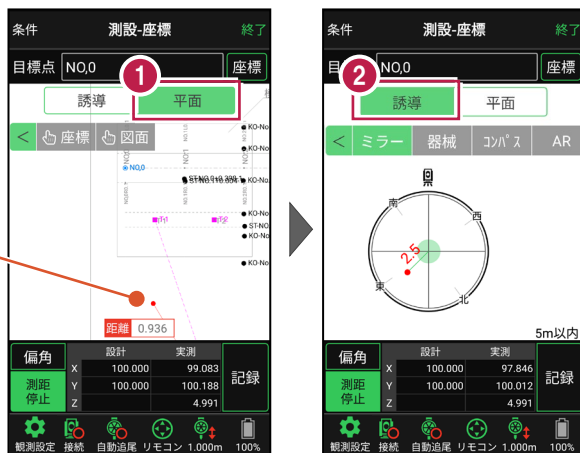 条件 測設-座標 終了
目標点 NO,0 座標
1
誘導 平面
< 座標 図面
NO,0
KO-No
KO-No
KO-No
KO-No
ST-NO
KO-No
KO-No
距離 0.936
偏角 設計 実測
X 100.000 99.083
Y 100.000 100.188
Z 4.991
測距停止 記録
観測設定 接続 自動追尾 リモコン 1.000m 100%
条件 測設-座標 終了
目 NO,0 座標
2
誘導 平面
< ミラー 器械 コンパス AR
南 西
2.5
東 北
5m以内
偏角 設計 実測
X 100.000 97.846
Y 100.000 100.012
Z 4.991
測距停止 記録
観測設定 接続 自動追尾 リモコン 1.000m 100%